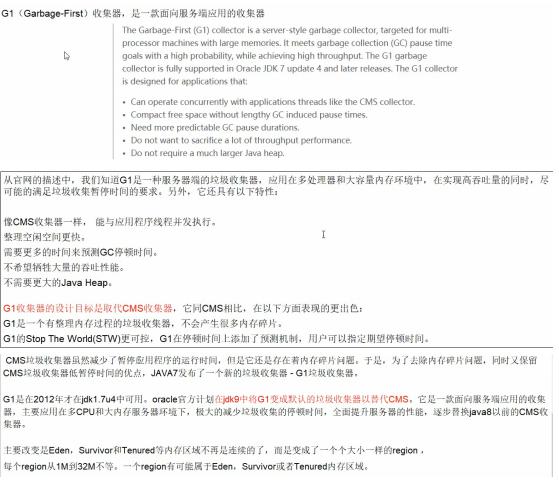 G1（Garbage-First）收集器，是一款面向服务端应用的收集器
The Garbage-First (G1) collector is a server-style garbage collector, targeted for multi-
processor machines with large memories. It meets garbage collection (GC) pause time
goals with a high probability, while achieving high throughput. The G1 garbage
collector is fully supported in Oracle JDK 7 update 4 and later releases. The G1 collector
is designed for applications that:
• Can operate concurrently with applications threads like the CMS collector.
• Compact free space without lengthy GC induced pause times.
• Need more predictable GC pause durations.
• Do not want to sacrifice a lot of throughput performance.
• Do not require a much larger Java heap.
从官网的描述中，我们知道G1是一种服务器端的垃圾收集器，应用在多处理器和大容量内存环境中，在实现高吞吐量的同时，尽
可能的满足垃圾收集暂停时间的要求。另外，它还具有以下特性：
像CMS收集器一样， 能与应用程序线程并发执行。
整理空闲空间更快。
需要更多的时间来预测GC停顿时间。
不希望牺牲大量的吞吐性能。
不需要更大的Java Heap。
G1收集器的设计目标是取代CMS收集器，它同CMS相比，在以下方面表现的更出色：
G1是一个有整理内存过程的垃圾收集器，不会产生很多内存碎片。
G1的Stop The World(STW)更可控，G1在停顿时间上添加了预测机制，用户可以指定期望停顿时间。
CMS垃圾收集器虽然减少了暂停应用程序的运行时间，但是它还是存在着内存碎片问题。于是，为了去除内存碎片问题，同时又保留
CMS垃圾收集器低暂停时间的优点，JAVA7发布了一个新的垃圾收集器 - G1垃圾收集器，
G1是在2012年才在jdk1.7u4中可用。oracle官方计划在jdk9中将G1变成默认的垃圾收集器以替代CMS。它是一款面向服务端应用的收集
器，主要应用在多CPU和大内存服务器环境下，极大的减少垃圾收集的停顿时间，全面提升服务器的性能，逐步替换java8以前的CMS收
集器。
主要改变是Eden，Survivor和Tenured等内存区域不再是连续的了，而是变成了一个个大小一样的region ，
每个region从1M到32M不等。一个region有可能属于Eden，Survivor或者Tenured内存区域。